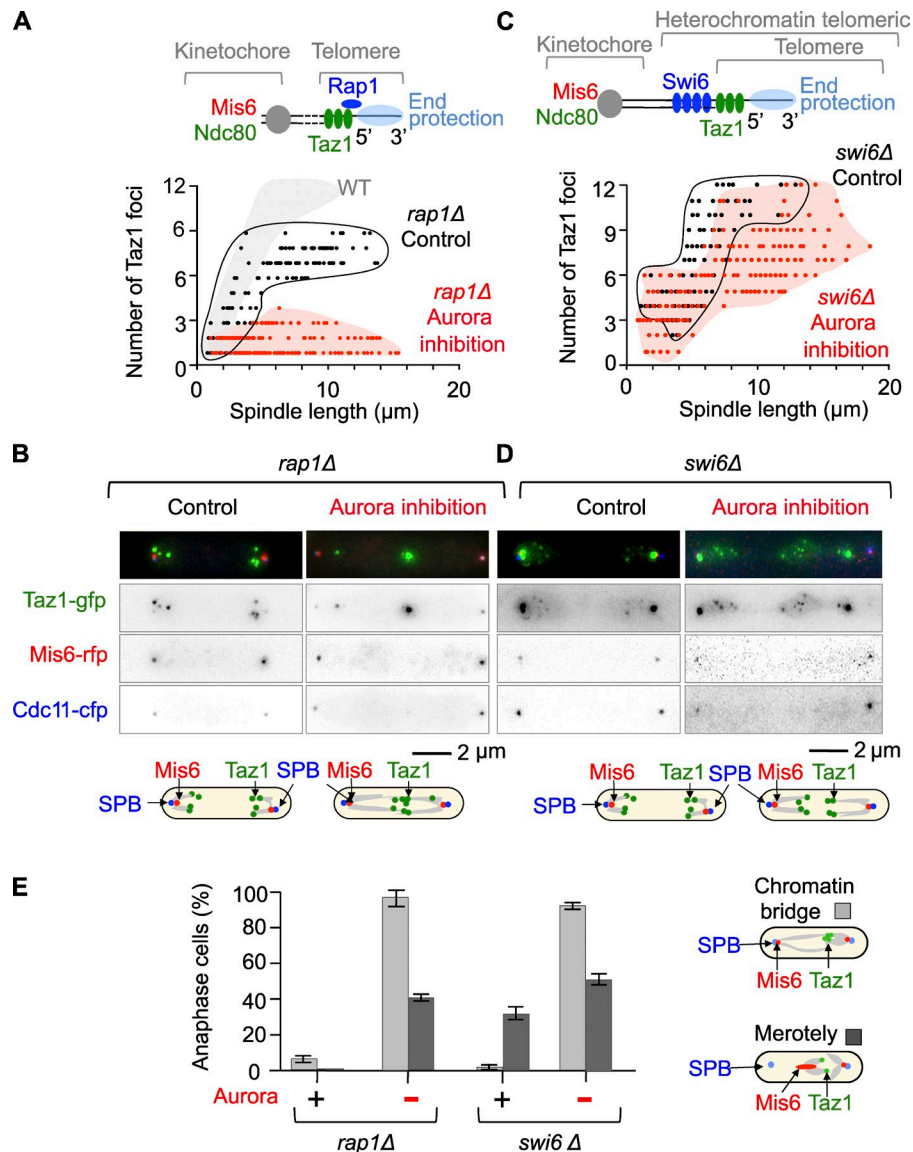 A
Kinetochore
Telomere
Rap1
Mis6
Ndc80
Taz1
5’
3’
End
protection
Number of Taz1 foci
12
6
6
3
0
WT
rap1Δ
Control
rap1Δ
Aurora
inhibition
0
10
20
Spindle length (µm)
C
Heterochromatin telomeric
Kinetochore
Telomere
Swi6
Mis6
Ndc80
Taz1
5’
3’
End
protection
Number of Taz1 foci
12
9
6
3
0
swi6Δ
Control
swi6Δ
Aurora
inhibition
0
10
20
Spindle length (µm)
B
rap1Δ
Control
Aurora inhibition
D
swi6Δ
Control
Aurora inhibition
Taz1-gfp
Mis6-rfp
Cdc11-cfp
2 µm
2 µm
Mis6
Taz1
SPB
Mis6
Taz1
SPB
Mis6
Taz1
SPB
Mis6
Taz1
SPB
E
Anaphase cells (%)
100
80
60
40
20
0
Aurora
+
−
+
−
rap1Δ
swi6 Δ
Chromatin
bridge
SPB
Mis6
Taz1
Merotely
SPB
Mis6
Taz1